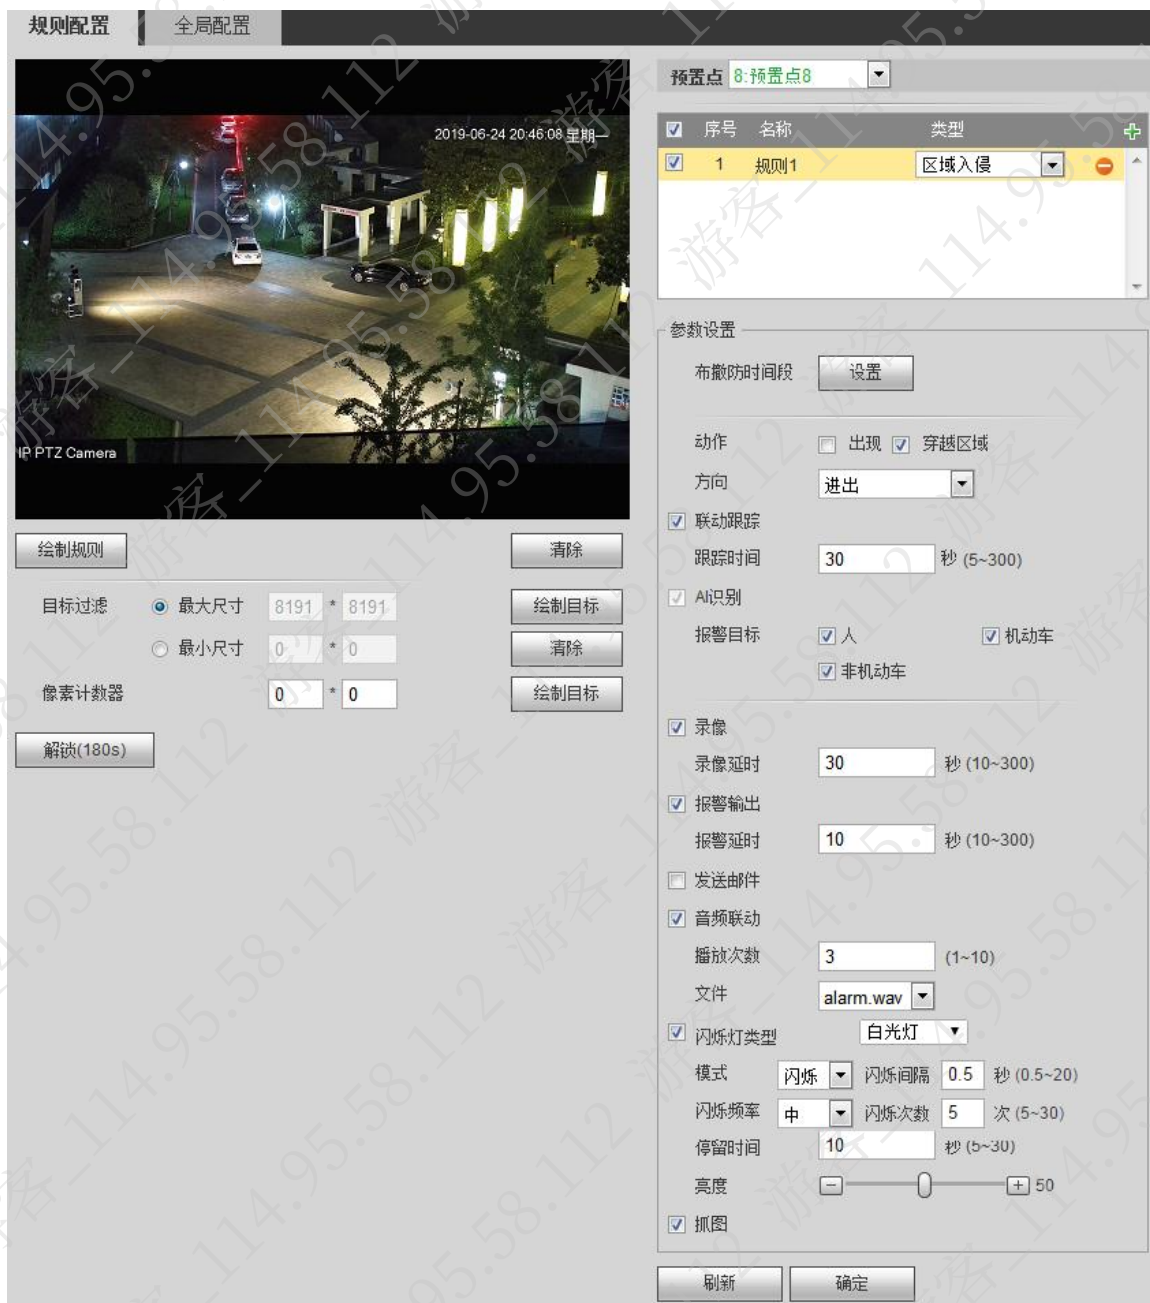 规则配置 全局配置
2019-06-24 20:46:08 星期一
IP PTZ Camera
绘制规则 清除
目标过滤 最大尺寸 8191 * 8191 绘制目标
最小尺寸 0 * 0 清除
像素计数器 0 * 0 绘制目标
解锁(180s)
预置点 8:预置点8
序号 名称 类型
1 规则1 区域入侵
参数设置
布撤防时间段 设置
动作 出现 穿越区域
方向 进出
联动跟踪
跟踪时间 30 秒 (5~300)
AI识别
报警目标 人 机动车
非机动车
录像
录像延时 30 秒 (10~300)
报警输出
报警延时 10 秒 (10~300)
发送邮件
音频联动
播放次数 3 (1~10)
文件 alarm.wav
闪烁灯类型 白光灯
模式 闪烁 闪烁间隔 0.5 秒 (0.5~20)
闪烁频率 中 闪烁次数 5 次 (5~30)
停留时间 10 秒 (5~30)
亮度 50
抓图
刷新 确定
游客_114.95.58.112